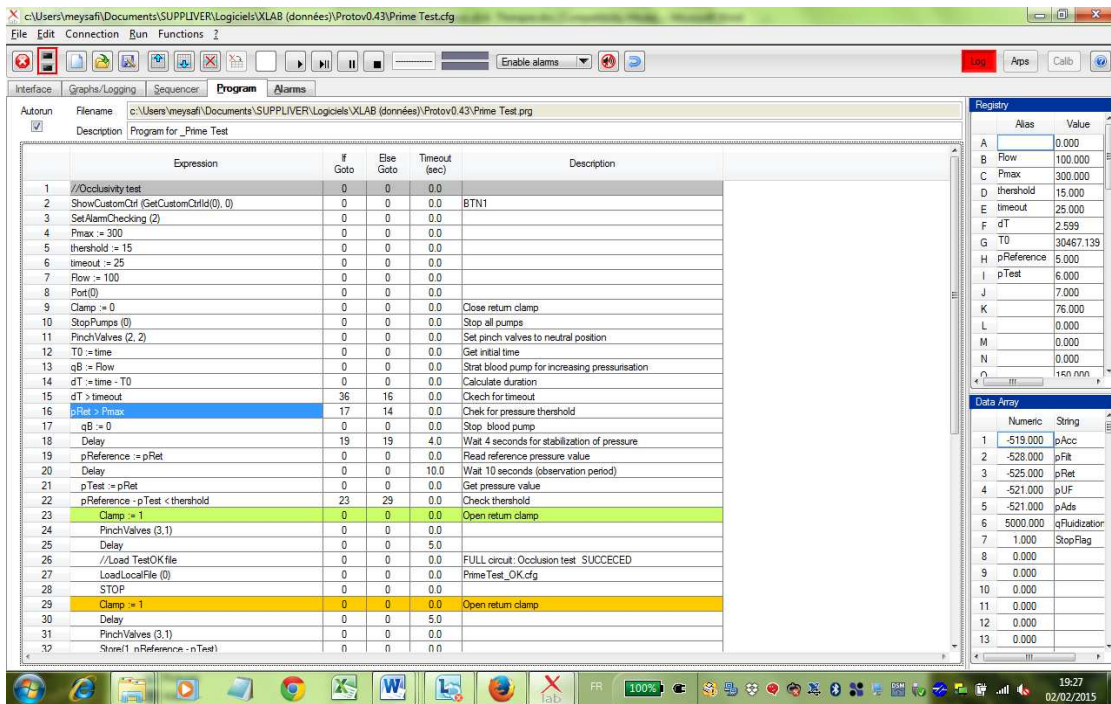 c:\Users\meysafi\Documents\SUPPLIVER\Logiciels\XLAB (données)\Protov0.43\Prime Test.cfg
File Edit Connection Run Functions ?
Enable alarms
Log Arps Calib
Interface Graphs/Logging Sequencer Program Alarms
Autorun Filename c:\Users\meysafi\Documents\SUPPLIVER\Logiciels\XLAB (données)\Protov0.43\Prime Test.prg
Description Program for _Prime Test
Expression If Goto Else Goto Timeout (sec) Description
1 //Occlusivity test 0 0 0.0
2 ShowCustomCtrl (GetCustomCtrlId(0), 0) 0 0 0.0 BTN1
3 SetAlarmChecking (2) 0 0 0.0
4 Pmax := 300 0 0 0.0
5 thershold := 15 0 0 0.0
6 timeout := 25 0 0 0.0
7 Flow := 100 0 0 0.0
8 Port(0) 0 0 0.0
9 Clamp := 0 0 0 0.0 Close return clamp
10 StopPumps (0) 0 0 0.0 Stop all pumps
11 PinchValves (2, 2) 0 0 0.0 Set pinch valves to neutral position
12 T0 := time 0 0 0.0 Get initial time
13 qB := Flow 0 0 0.0 Strat blood pump for increasing pressurisation
14 dT := time - T0 0 0 0.0 Calculate duration
15 dT > timeout 36 16 0.0 Ckech for timeout
16 pRet > Pmax 17 14 0.0 Chek for pressure thershold
17 qB := 0 0 0 0.0 Stop blood pump
18 Delay 19 19 4.0 Wait 4 seconds for stabilization of pressure
19 pReference := pRet 0 0 0.0 Read reference pressure value
20 Delay 0 0 10.0 Wait 10 seconds (observation period)
21 pTest := pRet 0 0 0.0 Get pressure value
22 pReference - pTest < thershold 23 29 0.0 Check thershold
23 Clamp := 1 0 0 0.0 Open return clamp
24 PinchValves (3,1) 0 0 0.0
25 Delay 0 0 5.0
26 //Load TestOK file 0 0 0.0 FULL circuit: Occlusion test SUCCECED
27 LoadLocalFile (0) 0 0 0.0 PrimeTest_OK.cfg
28 STOP 0 0 0.0
29 Clamp := 1 0 0 0.0 Open return clamp
30 Delay 0 0 5.0
31 PinchValves (3,1) 0 0 0.0
32 Store(1, pReference - pTest) 0 0 0.0
Registry
Alias Value
A 0.000
B Flow 100.000
C Pmax 300.000
D thershold 15.000
E timeout 25.000
F dT 2.599
G T0 30467.139
H pReference 5.000
I pTest 6.000
J 7.000
K 76.000
L 0.000
M 0.000
N 0.000
O 150.000
Data Array
Numeric String
1 -519.000 pAcc
2 -528.000 pFilt
3 -525.000 pRet
4 -521.000 pUF
5 -521.000 pAds
6 5000.000 qFluidization
7 1.000 StopFlag
8 0.000
9 0.000
10 0.000
11 0.000
12 0.000
13 0.000
lab
FR 100% 19:27
02/02/2015